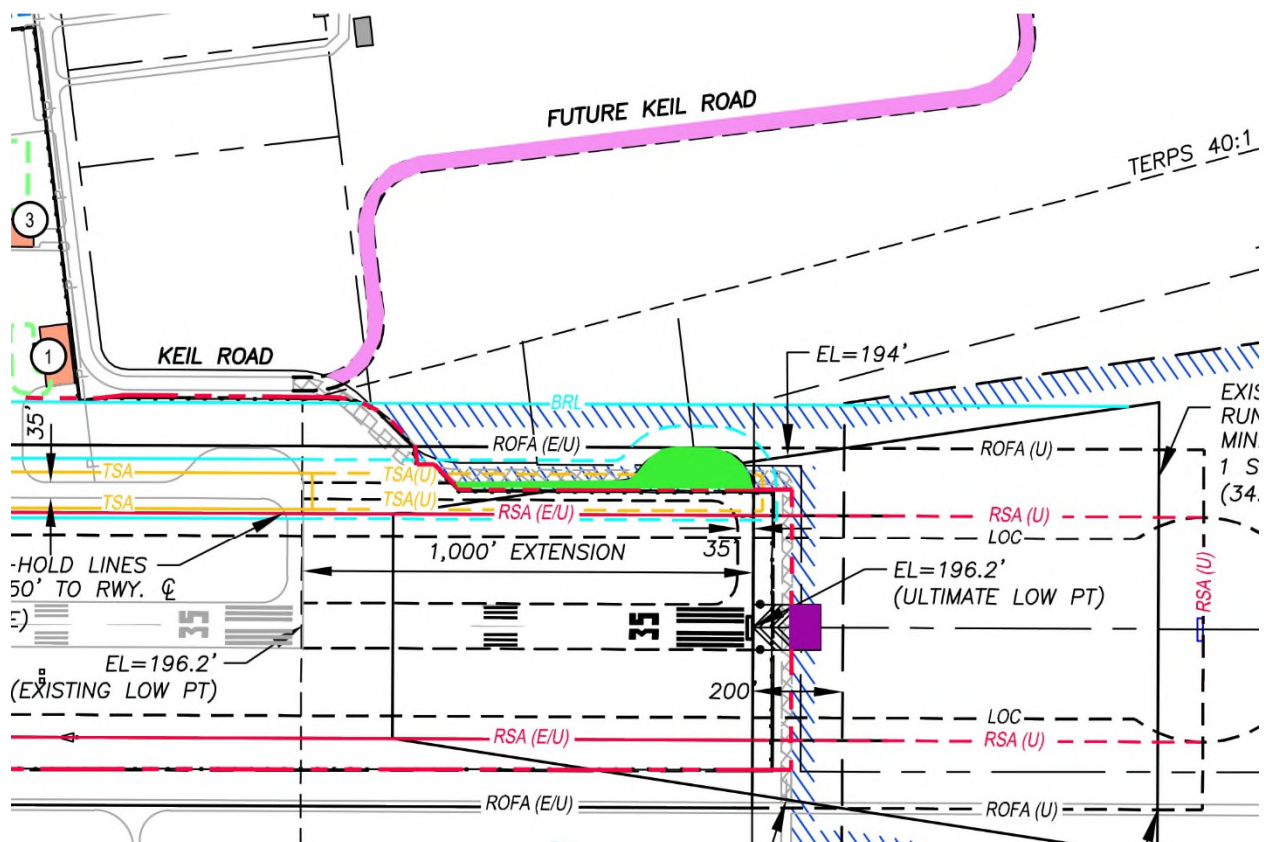 FUTURE KEIL ROAD
TERPS 40:1
3
1
KEIL ROAD
EL=194'
BRL
35'
ROFA (E/U)
ROFA (U)
EXIS
RUN
MIN.
1 S
(34.
TSA
TSA(U)
TSA
TSA(U)
RSA (E/U)
RSA (U)
LOC
-HOLD LINES
50' TO RWY. ℄
E)
1,000' EXTENSION
35'
EL=196.2'
(ULTIMATE LOW PT)
RSA (U)
35
35
EL=196.2'
(EXISTING LOW PT)
200'
LOC
RSA (E/U)
RSA (U)
ROFA (E/U)
ROFA (U)